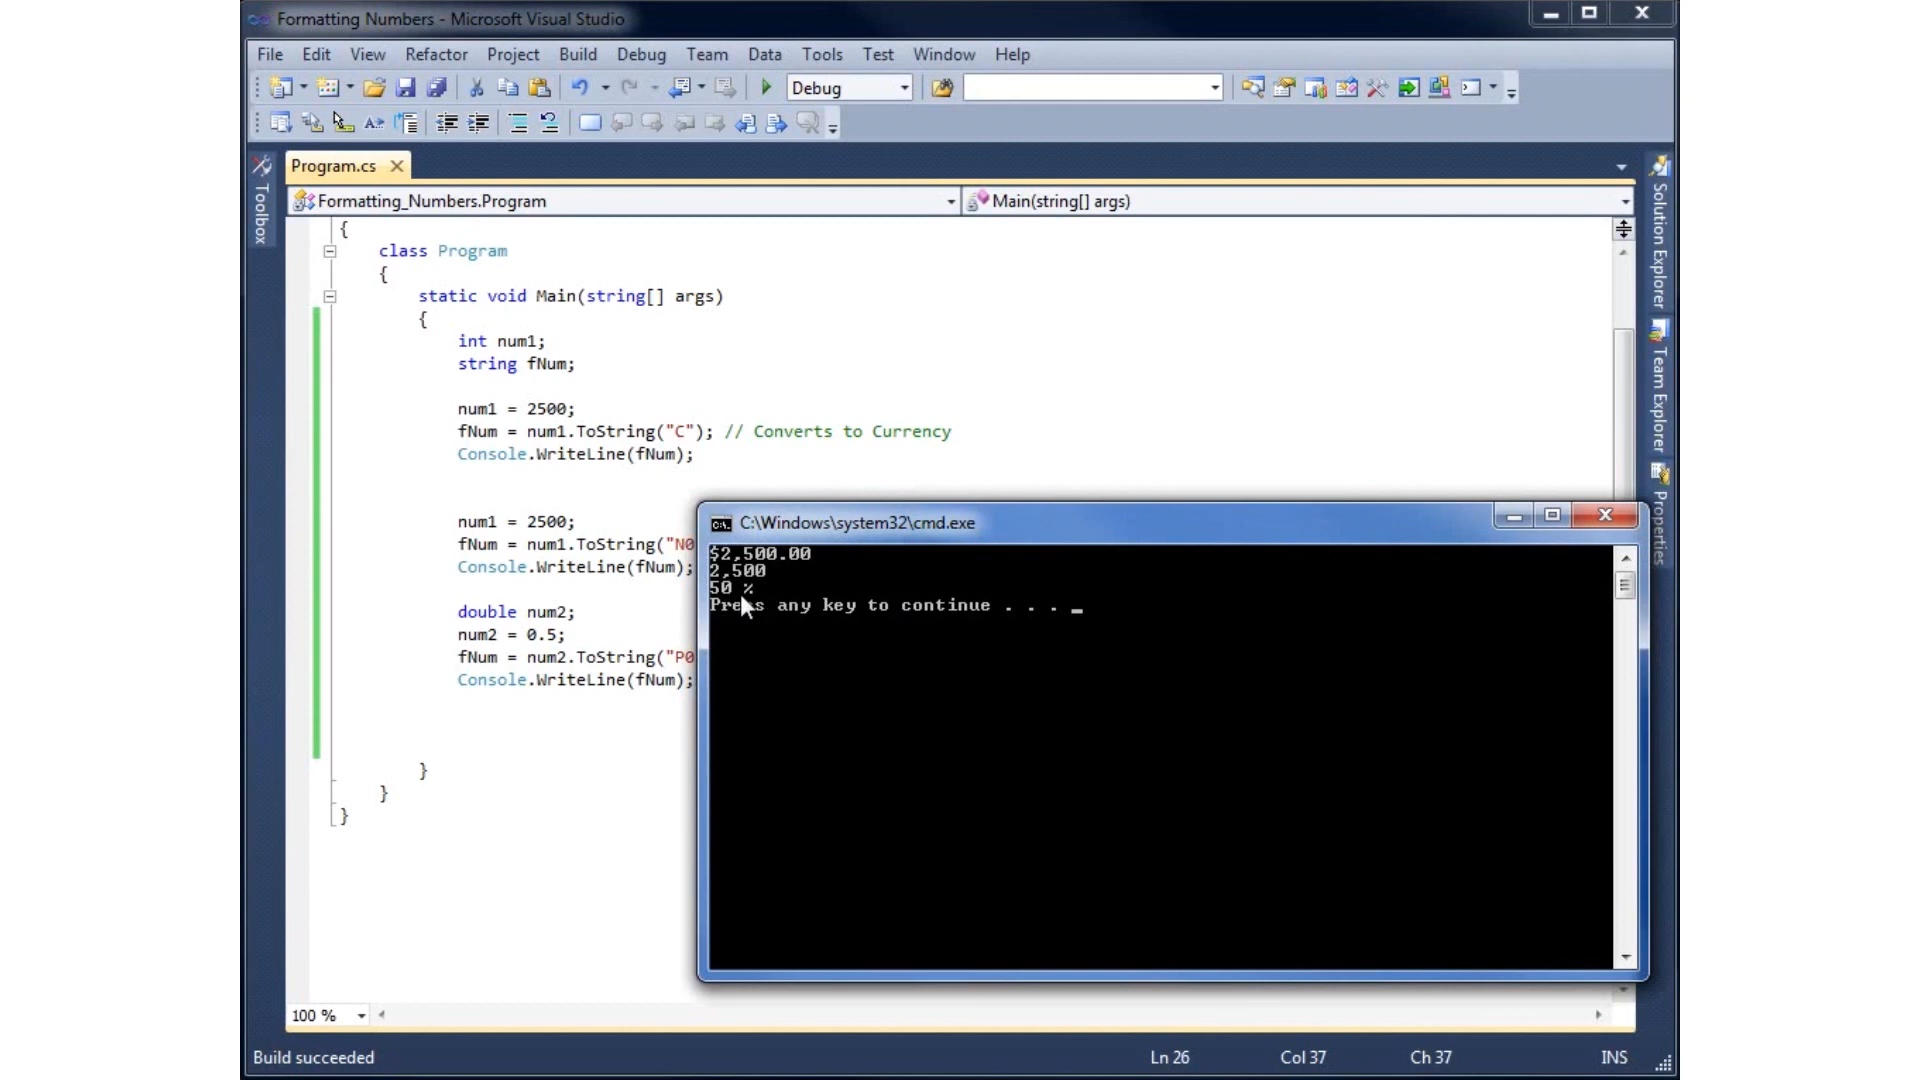 Formatting Numbers - Microsoft Visual Studio
File Edit View Refactor Project Build Debug Team Data Tools Test Window Help
Debug
Program.cs
Toolbox
Formatting_Numbers.Program
Main(string[] args)
{
class Program
{
static void Main(string[] args)
{
int num1;
string fNum;
num1 = 2500;
fNum = num1.ToString("C"); // Converts to Currency
Console.WriteLine(fNum);
num1 = 2500;
fNum = num1.ToString("N0
Console.WriteLine(fNum);
double num2;
num2 = 0.5;
fNum = num2.ToString("P0
Console.WriteLine(fNum);
}
}
}
C:\Windows\system32\cmd.exe
$2,500.00
2,500
50 %
Press any key to continue . . . _
Solution Explorer
Team Explorer
Properties
100 %
Build succeeded
Ln 26
Col 37
Ch 37
INS